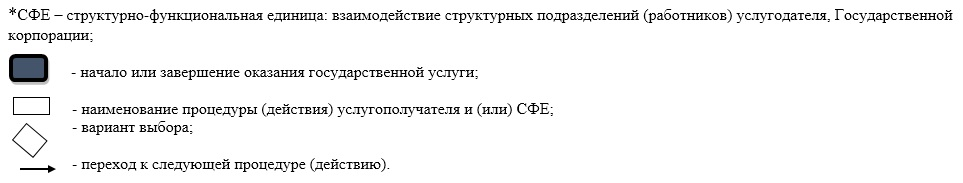 *СФЕ – структурно-функциональная единица: взаимодействие структурных подразделений (работников) услугодателя, Государственной
корпорации;
- начало или завершение оказания государственной услуги;
- наименование процедуры (действия) услугополучателя и (или) СФЕ;
- вариант выбора;
- переход к следующей процедуре (действию).